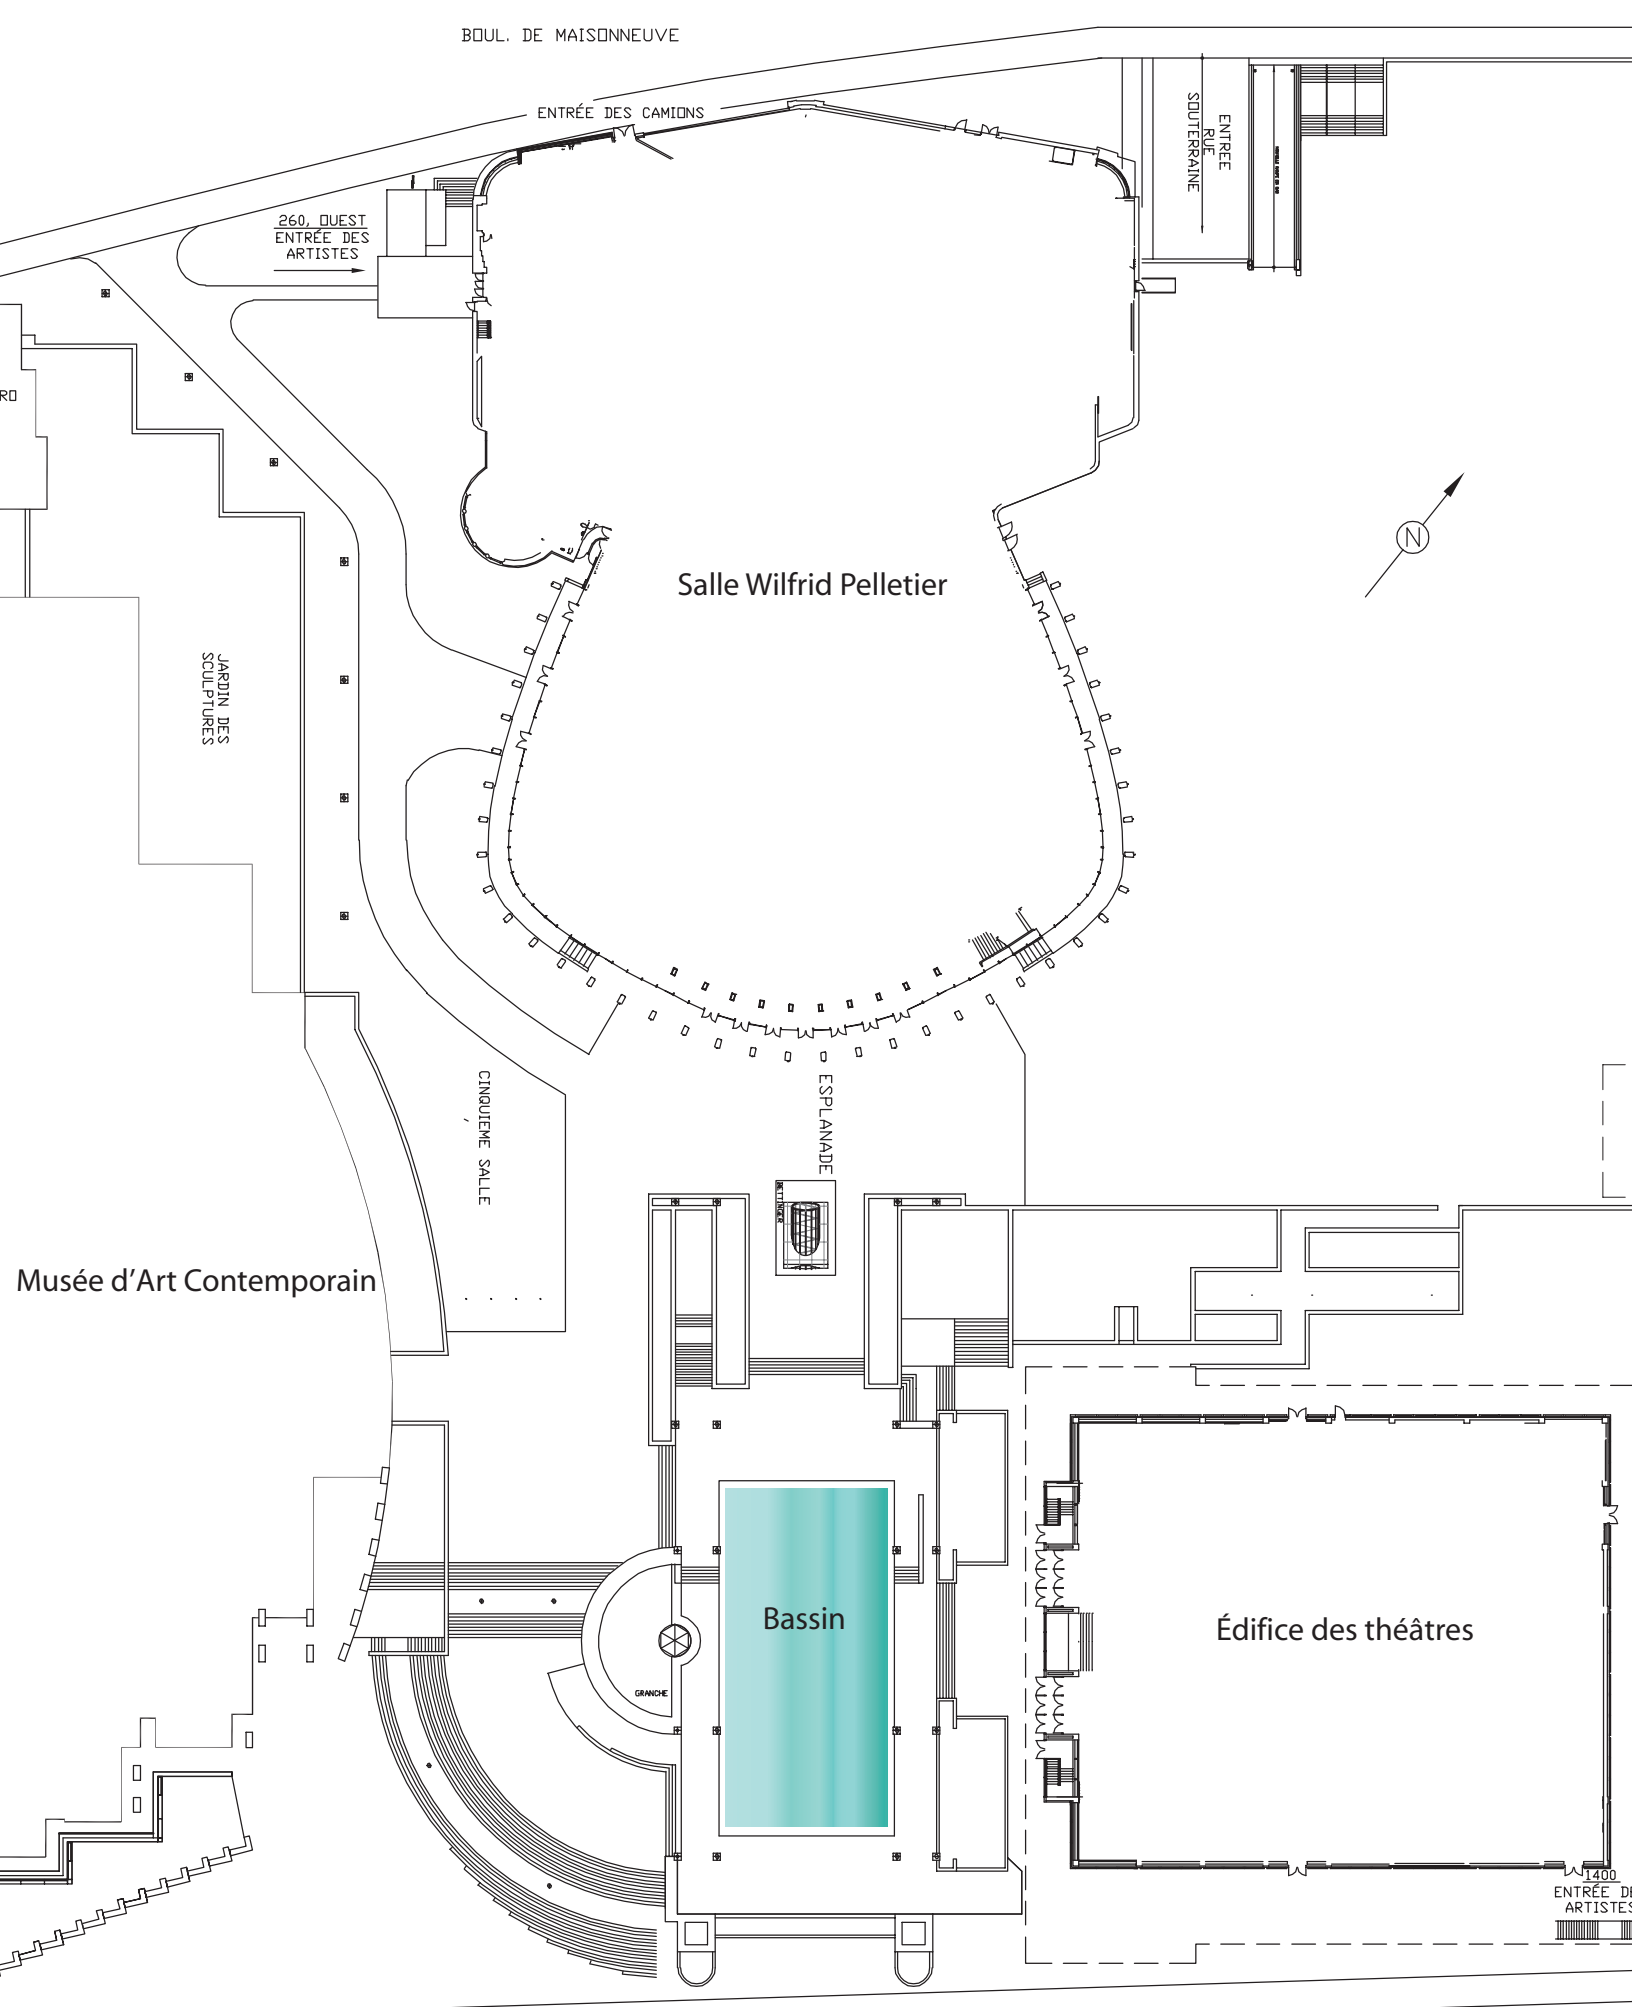 BOUL. DE MAISONNEUVE
ENTRÉE DES CAMIONS
ENTREE
RUE
SOUTERRAINE
260, OUEST
ENTRÉE DES
ARTISTES
RO
N
Salle Wilfrid Pelletier
JARDIN DES
SCULPTURES
ESPLANADE
CINQUIEME SALLE
Musée d'Art Contemporain
Bassin
Édifice des théâtres
GRANCHE
1400
ENTRÉE DE
ARTISTES